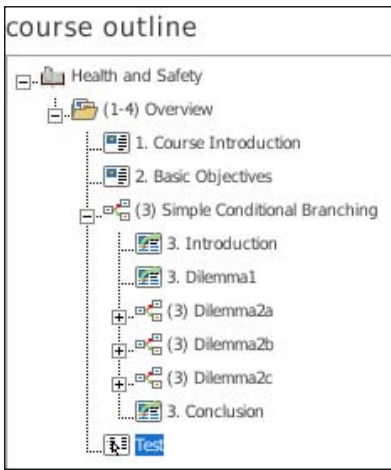 course outline
Health and Safety
(1-4) Overview
1. Course Introduction
2. Basic Objectives
(3) Simple Conditional Branching
3. Introduction
3. Dilemma1
(3) Dilemma2a
(3) Dilemma2b
(3) Dilemma2c
3. Conclusion
Test